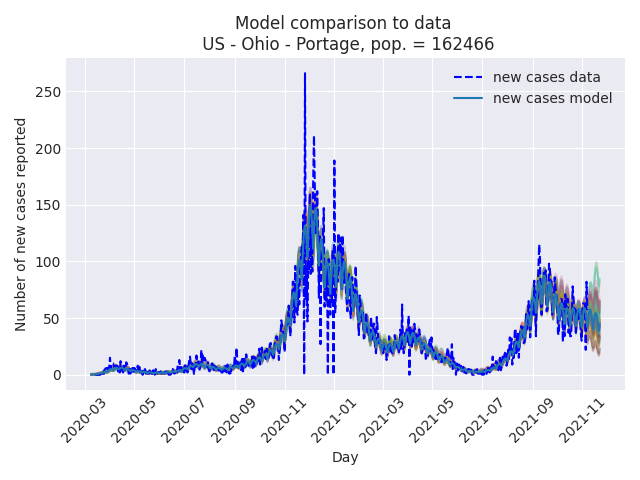 Model comparison to data
US - Ohio - Portage, pop. = 162466
new cases data
new cases model
Number of new cases reported
250
200
150
100
50
0
2020-03
2020-05
2020-07
2020-09
2020-11
2021-01
2021-03
2021-05
2021-07
2021-09
2021-11
Day